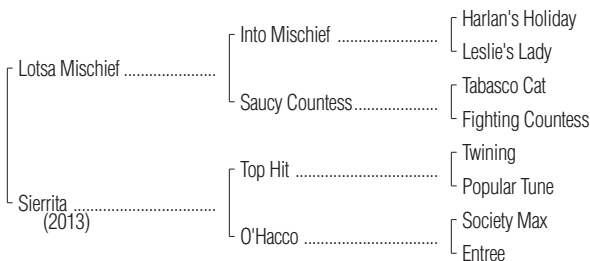 Harlan's Holiday
Into Mischief ....................
Leslie's Lady
Lotsa Mischief ...................
Tabasco Cat
Saucy Countess .................
Fighting Countess
Twining
Top Hit .............................
Popular Tune
Sierrita .............................
(2013)
Society Max
O'Hacco ...........................
Entree